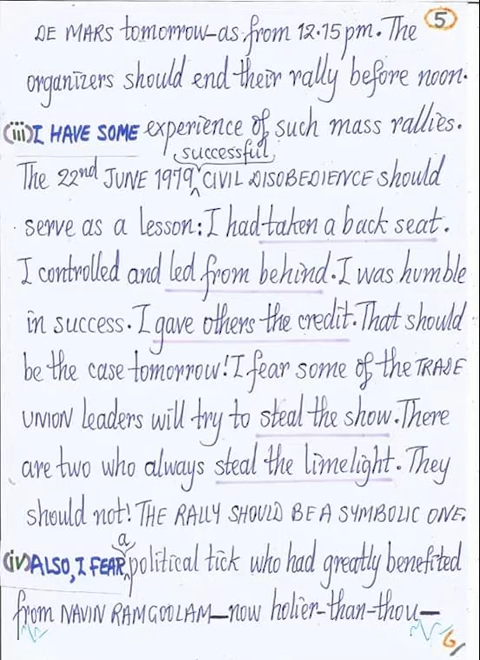 5
DE MARS tomorrow—as from 12.15pm. The
organizers should end their rally before noon.
(iii) I HAVE SOME experience of such mass rallies.
successful
The 22nd JUNE 1979 CIVIL DISOBEDIENCE should
serve as a lesson: I had taken a back seat.
I controlled and led from behind. I was humble
in success. I gave others the credit. That should
be the case tomorrow! I fear some of the TRADE
UNION leaders will try to steal the show. There
are two who always steal the limelight. They
should not! THE RALLY SHOULD BE A SYMBOLIC ONE.
a
(iv) ALSO, I FEAR political tick who had greatly benefited
from NAVIN RAMGOOLAM—now holier-than-thou—
6/